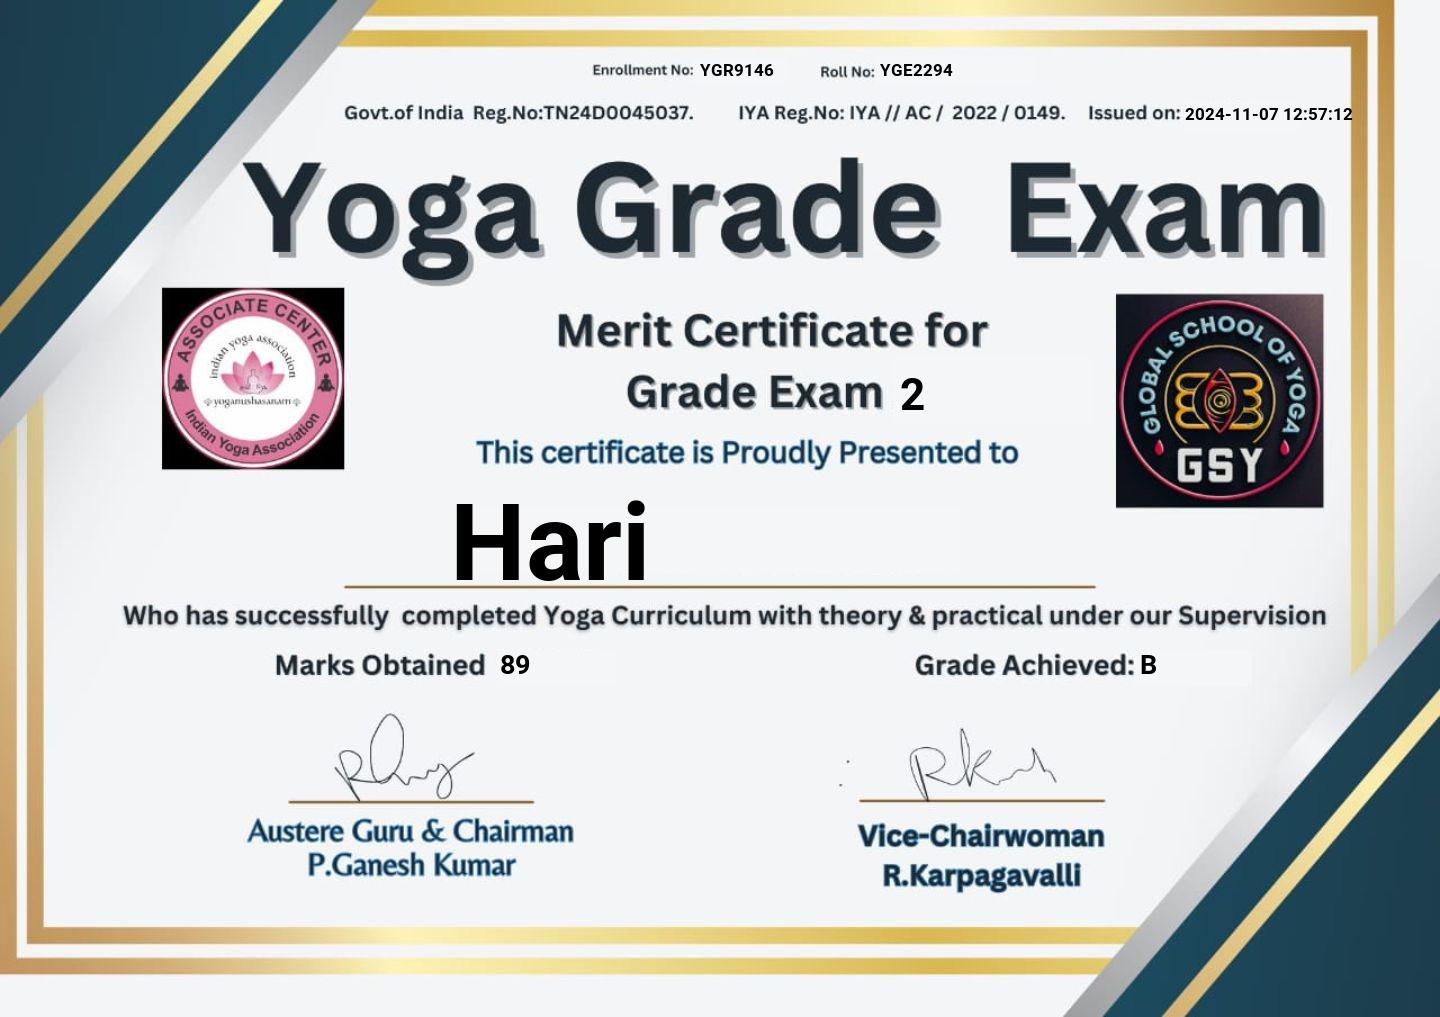 Enrollment No: YGR9146 Roll No: YGE2294
Govt.of India Reg.No:TN24D0045037. IYA Reg.No: IYA // AC / 2022 / 0149. Issued on: 2024-11-07 12:57:12
Yoga Grade Exam
ASSOCIATE CENTER
indian yoga association
yoganushasanam
Indian Yoga Association
Merit Certificate for
Grade Exam 2
GLOBAL SCHOOL OF YOGA
GSY
This certificate is Proudly Presented to
Hari
Who has successfully completed Yoga Curriculum with theory & practical under our Supervision
Marks Obtained 89
Grade Achieved: B
Austere Guru & Chairman
P.Ganesh Kumar
Vice-Chairwoman
R.Karpagavalli